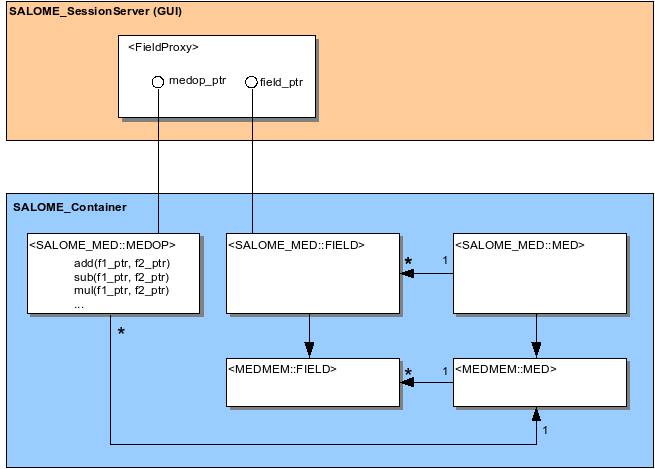 SALOME_SessionServer (GUI)
<FieldProxy>
medop_ptr
field_ptr
SALOME_Container
<SALOME_MED::MEDOP>
add(f1_ptr, f2_ptr)
sub(f1_ptr, f2_ptr)
mul(f1_ptr, f2_ptr)
...
<SALOME_MED::FIELD>
<SALOME_MED::MED>
* 1
*
<MEDMEM::FIELD>
<MEDMEM::MED>
* 1
1